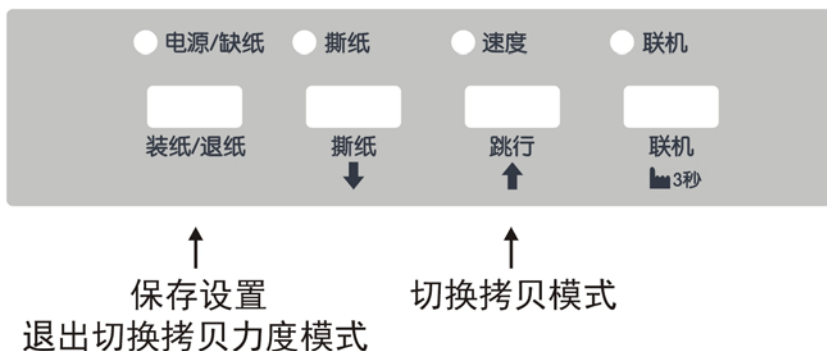 电源/缺纸 撕纸 速度 联机
装纸/退纸 撕纸 跳行 联机
3秒
保存设置 切换拷贝模式
退出切换拷贝力度模式